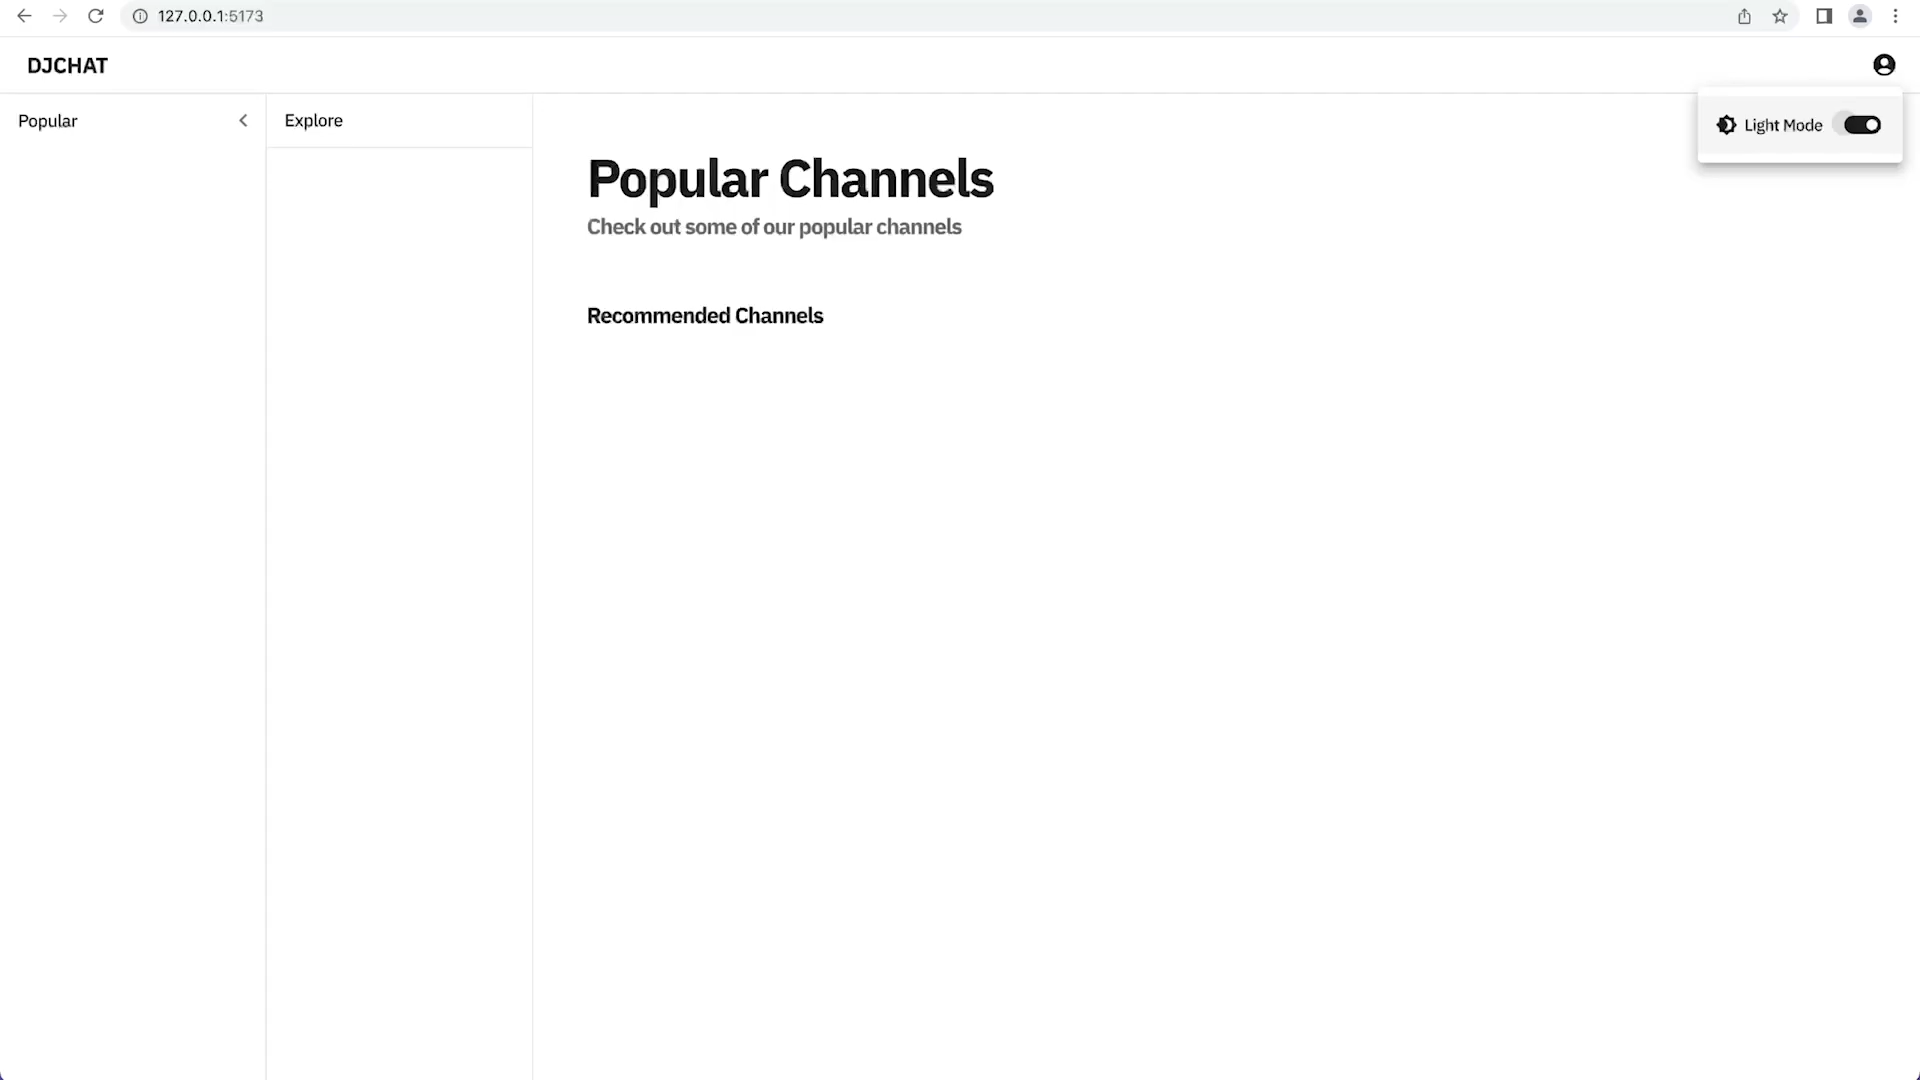 127.0.0.1:5173
DJCHAT
Popular
Explore
Light Mode
Popular Channels
Check out some of our popular channels
Recommended Channels